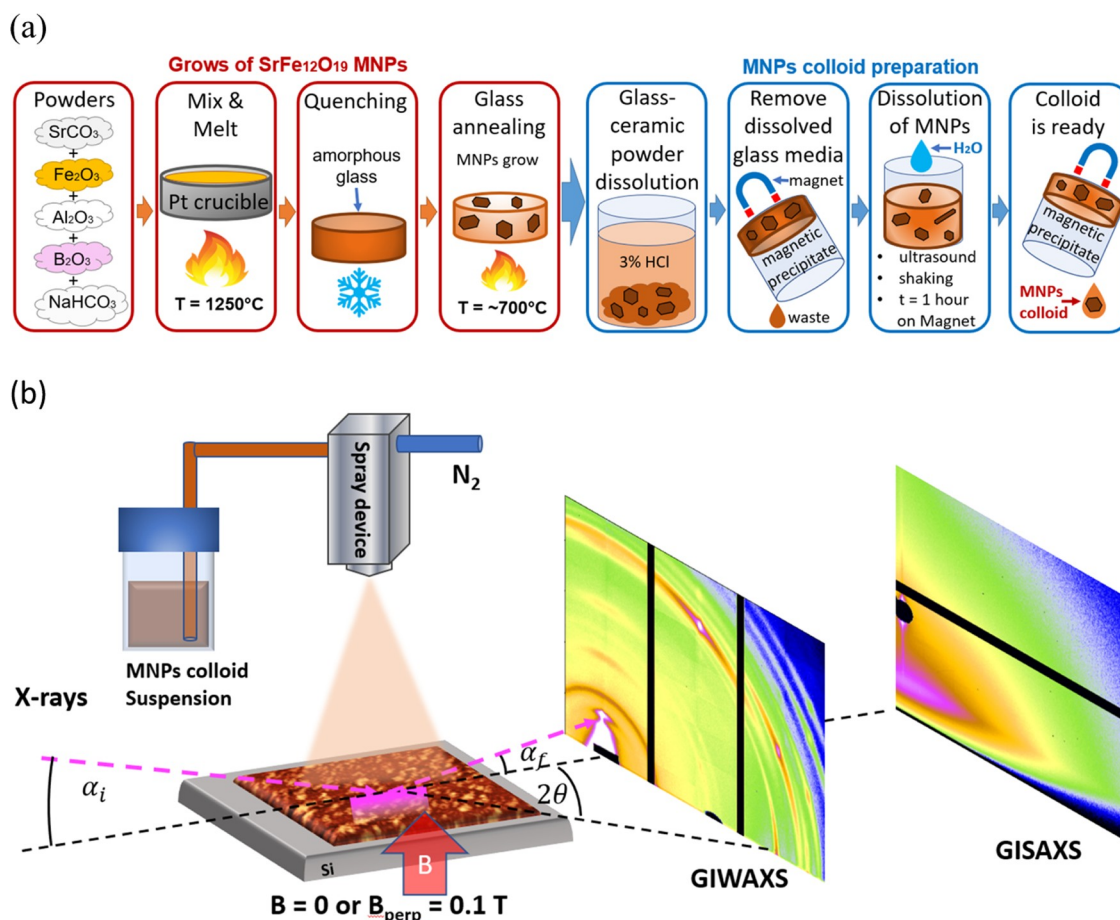 (a)
Grows of SrFe₁₂O₁₉ MNPs
MNPs colloid preparation
Powders
SrCO₃
+
Fe₂O₃
+
Al₂O₃
+
B₂O₃
+
NaHCO₃
Mix &
Melt
Pt crucible
T = 1250°C
Quenching
amorphous
glass
Glass
annealing
MNPs grow
T = ~700°C
Glass-
ceramic
powder
dissolution
3% HCl
Remove
dissolved
glass media
magnet
magnetic
precipitate
waste
Dissolution
of MNPs
H₂O
• ultrasound
• shaking
• t = 1 hour
on Magnet
Colloid
is ready
magnetic
precipitate
MNPs
colloid
(b)
Spray device
N₂
MNPs colloid
Suspension
X-rays
αᵢ
α_f
2θ
Si
B
B = 0 or B_perp = 0.1 T
GIWAXS
GISAXS